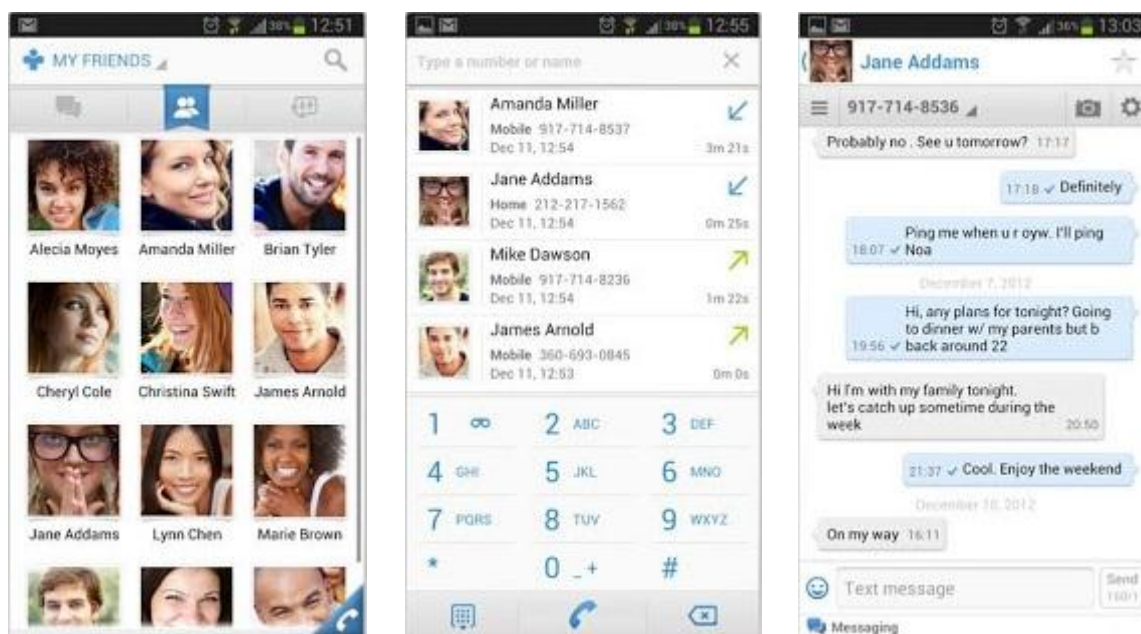 38% 12:51
MY FRIENDS
Alecia Moyes Amanda Miller Brian Tyler
Cheryl Cole Christina Swift James Arnold
Jane Addams Lynn Chen Marie Brown
38% 12:55
Type a number or name
Amanda Miller
Mobile 917-714-8537
Dec 11, 12:54 3m 21s
Jane Addams
Home 212-217-1562
Dec 11, 12:54 0m 25s
Mike Dawson
Mobile 917-714-8236
Dec 11, 12:54 1m 22s
James Arnold
Mobile 360-693-0845
Dec 11, 12:53 0m 0s
1 2 ABC 3 DEF
4 GHI 5 JKL 6 MNO
7 PQRS 8 TUV 9 WXYZ
* 0 _ + #
36% 13:03
Jane Addams
917-714-8536
Probably no . See u tomorrow? 17:17
17:18 Definitely
Ping me when u r oyw. I'll ping
18:07 Noa
December 7, 2012
Hi, any plans for tonight? Going
to dinner w/ my parents but b
19:56 back around 22
Hi I'm with my family tonight.
let's catch up sometime during the
week 20:50
21:37 Cool. Enjoy the weekend
December 10, 2012
On my way 16:11
Text message Send
160/1
Messaging